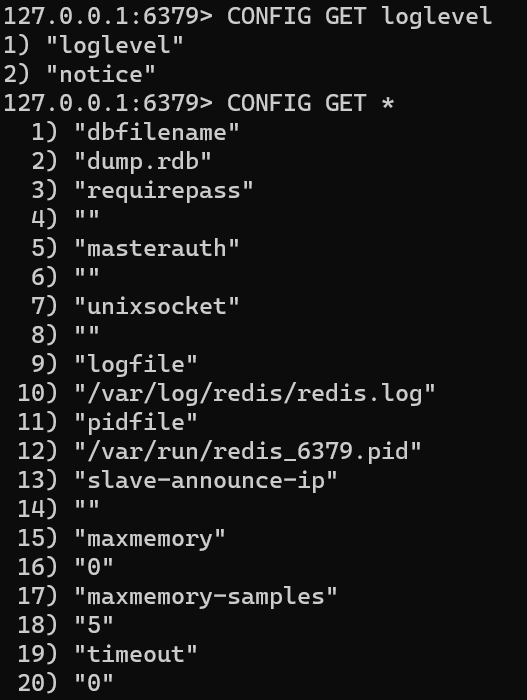 127.0.0.1:6379> CONFIG GET loglevel
1) "loglevel"
2) "notice"
127.0.0.1:6379> CONFIG GET *
  1) "dbfilename"
  2) "dump.rdb"
  3) "requirepass"
  4) ""
  5) "masterauth"
  6) ""
  7) "unixsocket"
  8) ""
  9) "logfile"
 10) "/var/log/redis/redis.log"
 11) "pidfile"
 12) "/var/run/redis_6379.pid"
 13) "slave-announce-ip"
 14) ""
 15) "maxmemory"
 16) "0"
 17) "maxmemory-samples"
 18) "5"
 19) "timeout"
 20) "0"